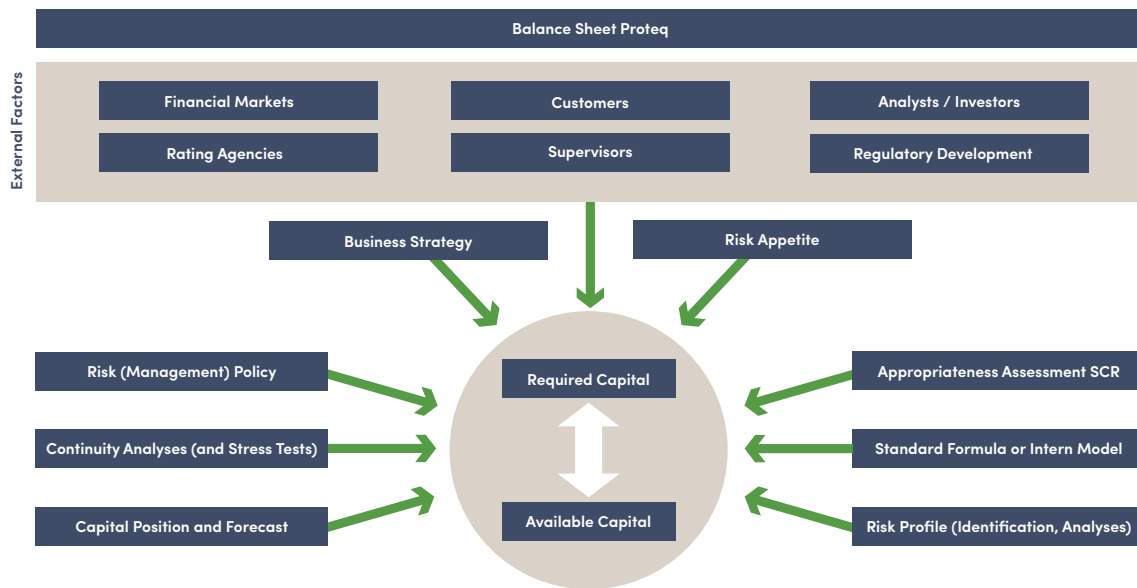 Balance Sheet Proteq
External Factors
Financial Markets
Customers
Analysts / Investors
Rating Agencies
Supervisors
Regulatory Development
Business Strategy
Risk Appetite
Risk (Management) Policy
Required Capital
Appropriateness Assessment SCR
Continuity Analyses (and Stress Tests)
Standard Formula or Intern Model
Capital Position and Forecast
Available Capital
Risk Profile (Identification, Analyses)